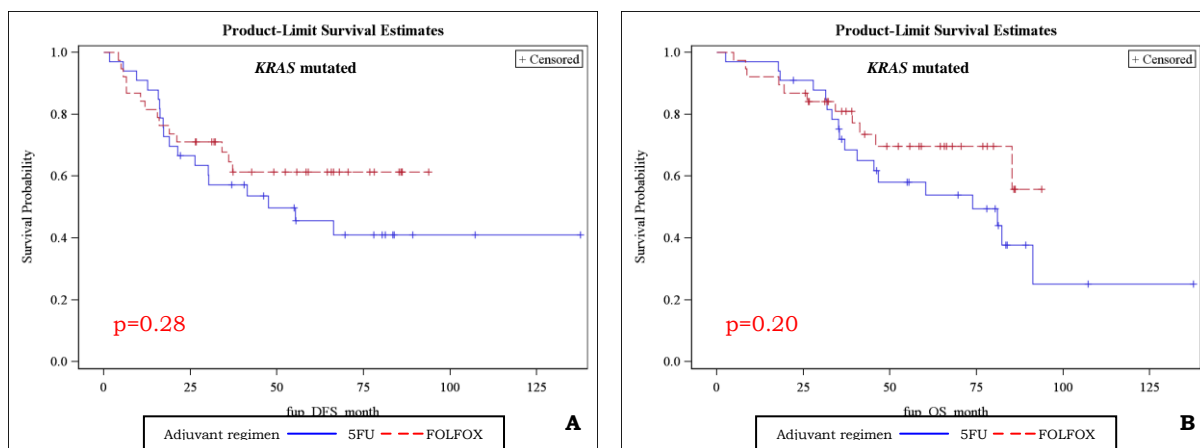 Product-Limit Survival Estimates
+ Censored
KRAS mutated
Survival Probability
1.0
0.8
0.6
0.4
0.2
0.0
p=0.28
0 25 50 75 100 125
fup_DFS_month
Adjuvant regimen 5FU FOLFOX
A
Product-Limit Survival Estimates
+ Censored
KRAS mutated
Survival Probability
1.0
0.8
0.6
0.4
0.2
0.0
p=0.20
0 25 50 75 100 125
fup_OS_month
Adjuvant regimen 5FU FOLFOX
B